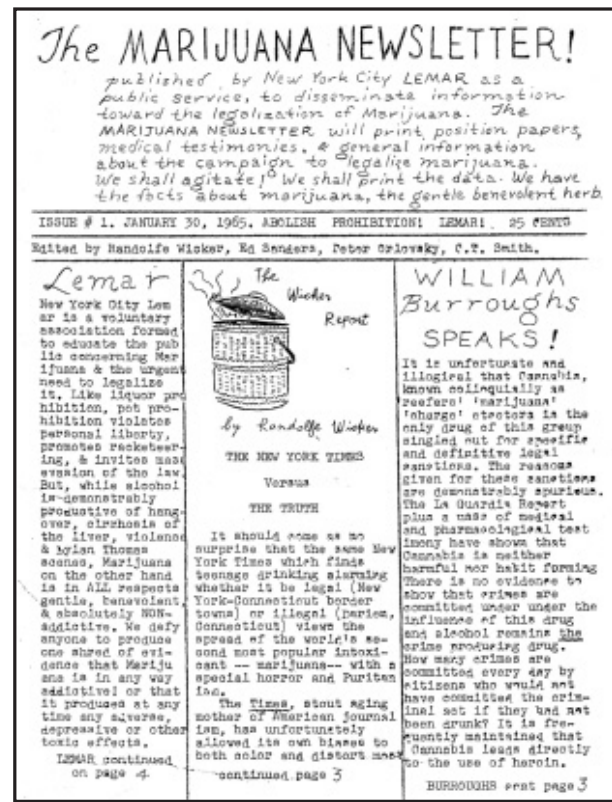 The MARIJUANA NEWSLETTER!
published by New York City LEMAR as a
public service, to disseminate information
toward the legalization of Marijuana. The
MARIJUANA NEWSLETTER will print position papers,
medical testimonies, & general information
about the campaign to legalize marijuana.
We shall agitate! We shall print the data. We have
the facts about marijuana, the gentle benevolent herb.
ISSUE # 1. JANUARY 30, 1965. ABOLISH PROHIBITION! LEMAR! 25 CENTS
Edited by Randolfe Wicker, Ed Sanders, Peter Orlovsky, C.T. Smith.
Lemar
New York City Lem
ar is a voluntary
association formed
to educate the pub
lic concerning Mar
ijuana & the urgent
need to legalize
it. Like liquor pro
hibition, pot pro-
hibition violates
personal liberty,
promotes racketeer-
ing, & invites mass
evasion of the law.
But, while alcohol
is demonstrably
productive of hang-
over, cirrhosis of
the liver, violence
& Dylan Thomas
scenes, Marijuana
on the other hand
is in ALL respects
gentle, benevolent,
& absolutely NON-
addictive. We defy
anyone to produce
one shred of evi-
dence that Mariju
ana is in any way
addictive! or that
it produces at any
time any adverse,
depressive or other
toxic effects.
LEMAR continued
on page 4
The
Wicker
Report
by Randolfe Wicker
THE NEW YORK TIMES
Versus
THE TRUTH
It should come as no
surprise that the same New
York Times which finds
teenage drinking alarming
whether it be legal (New
York-Connecticut border
towns) or illegal (Darien,
Connecticut) views the
spread of the world's se-
cond most popular intoxi-
cant -- marijuana-- with a
special horror and Puritan
ism.
The Times, stout aging
mother of American journal
ism, has unfortunately
allowed its own biases to
both color and distort most
continued page 3
WILLIAM
Burroughs
SPEAKS!
It is unfortunate and
illogical that Cannabis,
known colloquially as
reefers' 'marijuana'
'charge' etcetera is the
only drug of this group
singled out for specific
and definitive legal
sanctions. The reasons
given for these sanctions
are demonstrably spurious.
The La Guardia Report
plus a mass of medical
and pharmacological test
imony have shown that
Cannabis is neither
harmful nor habit forming
There is no evidence to
show that crimes are
committed under under the
influence of this drug
and alcohol remains the
crime producing drug.
How many crimes are
committed every day by
citizens who would not
have committed the crim-
inal act if they had not
been drunk? It is fre-
quently maintained that
Cannabis leads directly
to the use of heroin.
BURROUGHS cont page 3